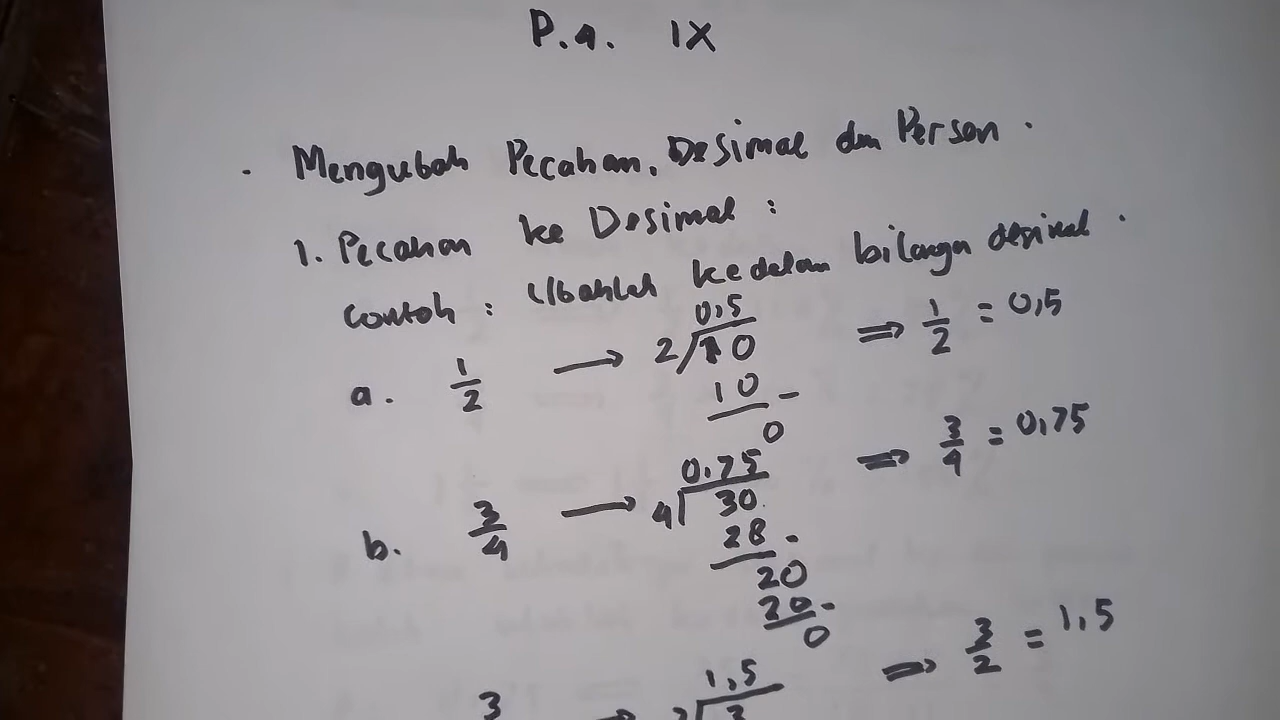 P.4. IX
. Mengubah Pecahan, Desimal dan Persen .
1. Pecahan ke Desimal :
Contoh : Ubahlah kedalam bilangan desimal .
a. 1/2 → 2/10 0,5 ⇒ 1/2 = 0,5
10 -
0
b. 3/4 → 4/30 0.75 ⇒ 3/4 = 0,75
28 -
20
20 -
0
3 → 2/3 1,5 ⇒ 3/2 = 1,5